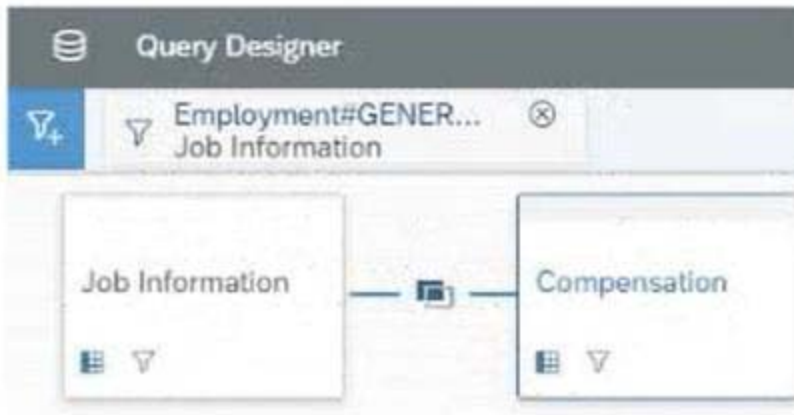 Query Designer
Employment#GENER...
Job Information
Job Information
Compensation